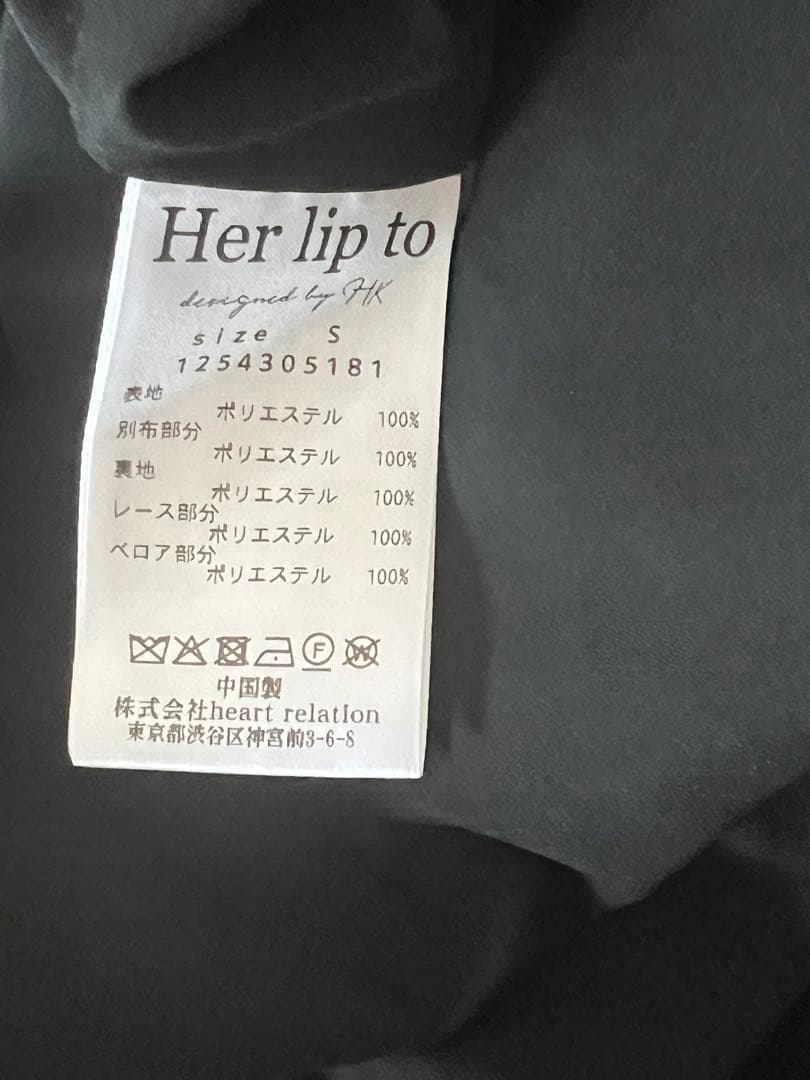 Her lip to
designed by HK
size S
1254305181
表地
ポリエステル 100%
別布部分
ポリエステル 100%
裏地
ポリエステル 100%
レース部分
ポリエステル 100%
ベロア部分
ポリエステル 100%
F W
中国製
株式会社heart relation
東京都渋谷区神宮前3-6-8